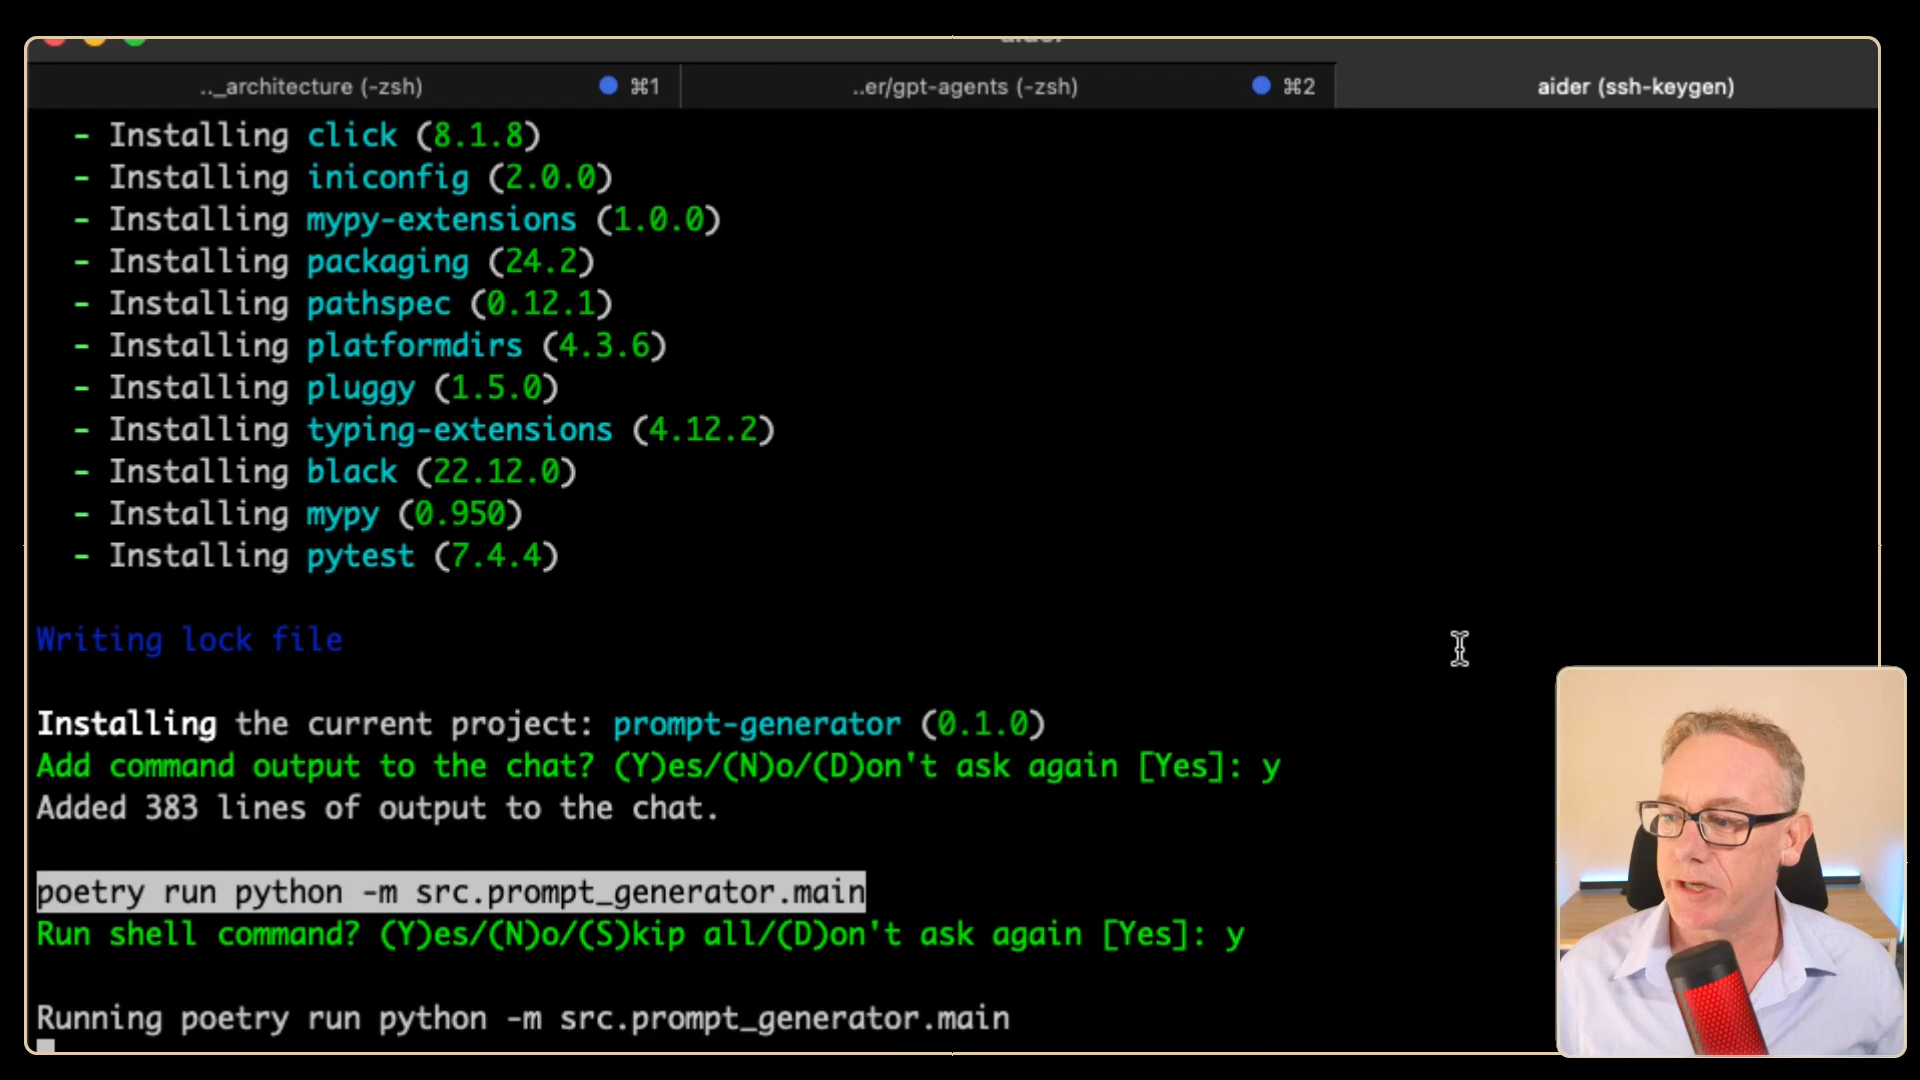 .._architecture (-zsh) ⌘1 ..er/gpt-agents (-zsh) ⌘2 aider (ssh-keygen)
- Installing click (8.1.8)
- Installing iniconfig (2.0.0)
- Installing mypy-extensions (1.0.0)
- Installing packaging (24.2)
- Installing pathspec (0.12.1)
- Installing platformdirs (4.3.6)
- Installing pluggy (1.5.0)
- Installing typing-extensions (4.12.2)
- Installing black (22.12.0)
- Installing mypy (0.950)
- Installing pytest (7.4.4)
Writing lock file
Installing the current project: prompt-generator (0.1.0)
Add command output to the chat? (Y)es/(N)o/(D)on't ask again [Yes]: y
Added 383 lines of output to the chat.
poetry run python -m src.prompt_generator.main
Run shell command? (Y)es/(N)o/(S)kip all/(D)on't ask again [Yes]: y
Running poetry run python -m src.prompt_generator.main